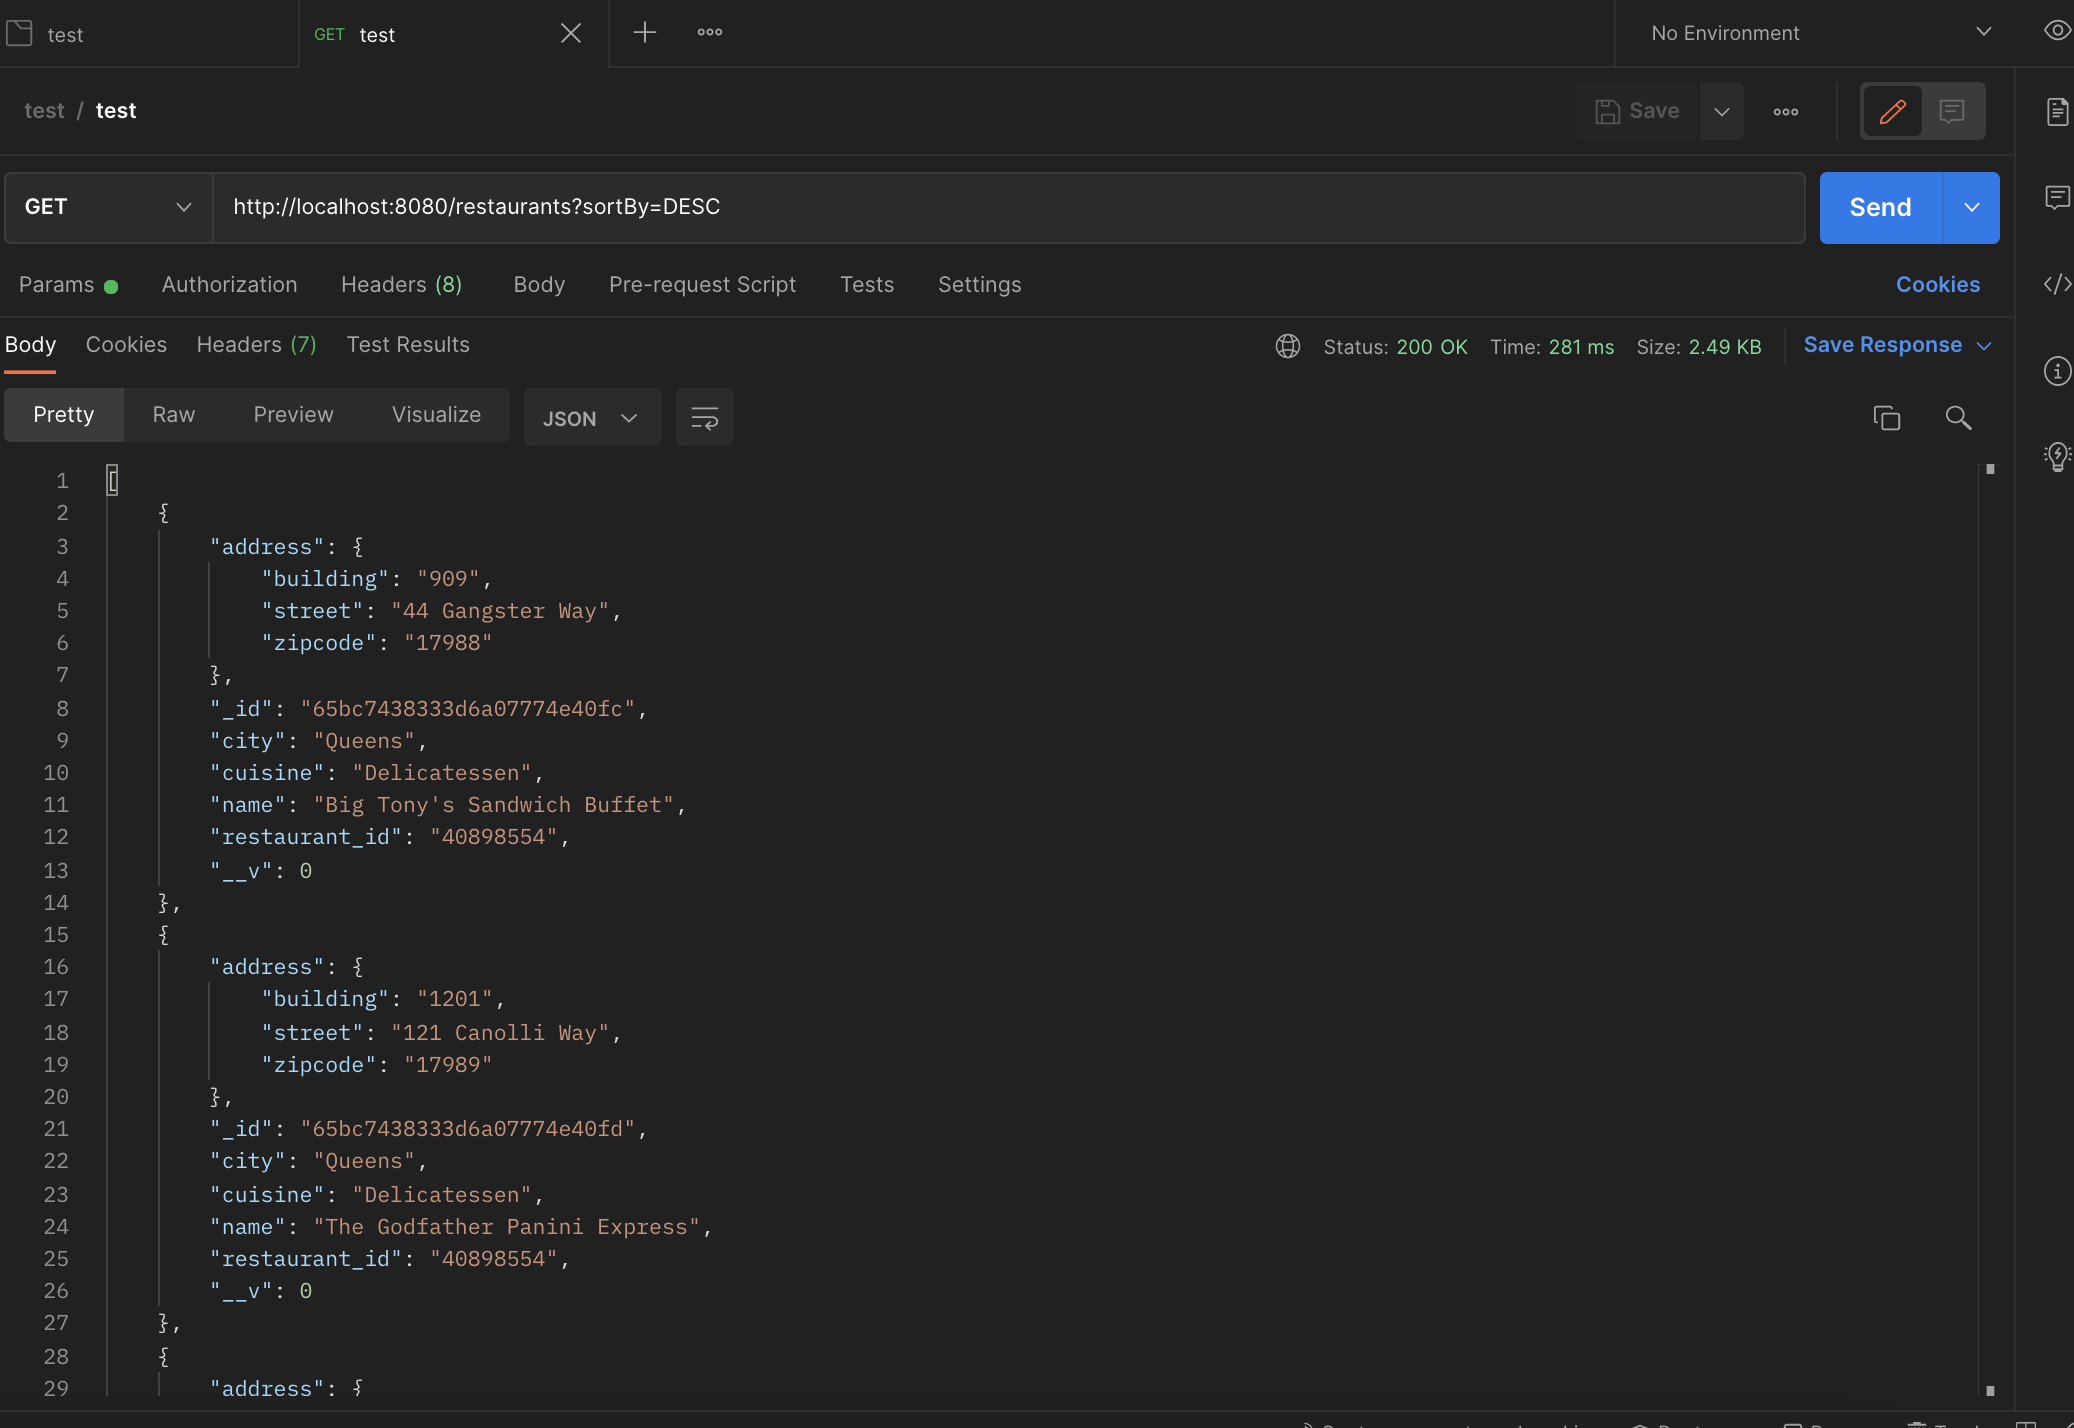 test
GET test
No Environment
test / test
Save
GET
http://localhost:8080/restaurants?sortBy=DESC
Send
Params
Authorization
Headers (8)
Body
Pre-request Script
Tests
Settings
Cookies
Body
Cookies
Headers (7)
Test Results
Status: 200 OK
Time: 281 ms
Size: 2.49 KB
Save Response
Pretty
Raw
Preview
Visualize
JSON
1 [
2 {
3 "address": {
4 "building": "909",
5 "street": "44 Gangster Way",
6 "zipcode": "17988"
7 },
8 "_id": "65bc7438333d6a07774e40fc",
9 "city": "Queens",
10 "cuisine": "Delicatessen",
11 "name": "Big Tony's Sandwich Buffet",
12 "restaurant_id": "40898554",
13 "__v": 0
14 },
15 {
16 "address": {
17 "building": "1201",
18 "street": "121 Canolli Way",
19 "zipcode": "17989"
20 },
21 "_id": "65bc7438333d6a07774e40fd",
22 "city": "Queens",
23 "cuisine": "Delicatessen",
24 "name": "The Godfather Panini Express",
25 "restaurant_id": "40898554",
26 "__v": 0
27 },
28 {
29 "address": {